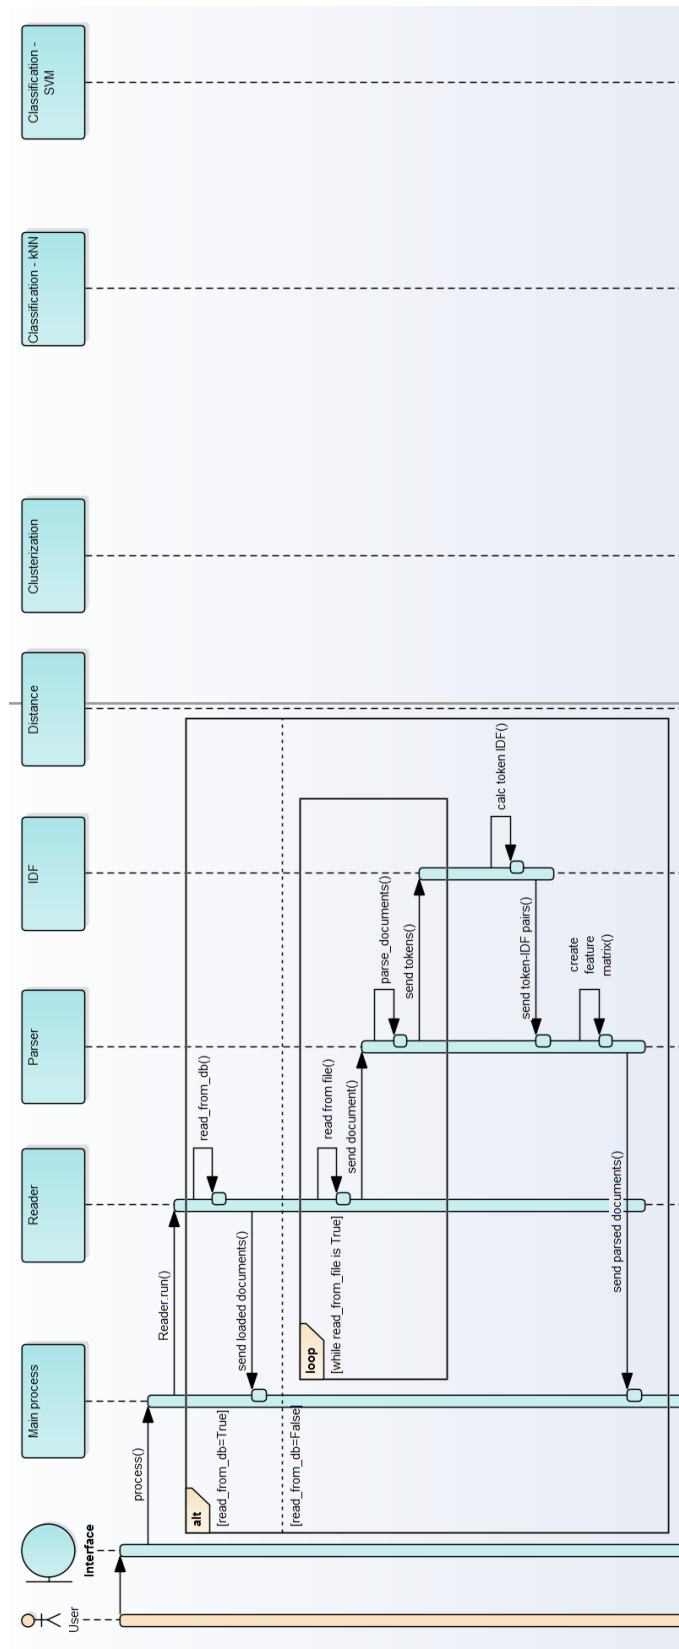 User
Interface
Main process
Reader
Parser
IDF
Distance
Clusterization
Classification - kNN
Classification -
SVM
process()
Reader.run()
alt
[read_from_db=True]
read_from_db()
send loaded documents()
[read_from_db=False]
loop
[while read_from_file is True]
read from file()
send document()
parse_documents()
send tokens()
calc token IDF()
send token-IDF pairs()
create
feature
matrix()
send parsed documents()